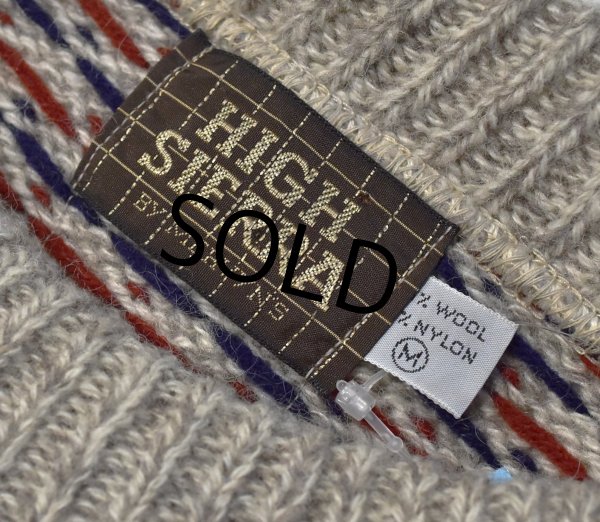 HIGH
SIERRA
BY
N'S
SOLD
% WOOL
% NYLON
M